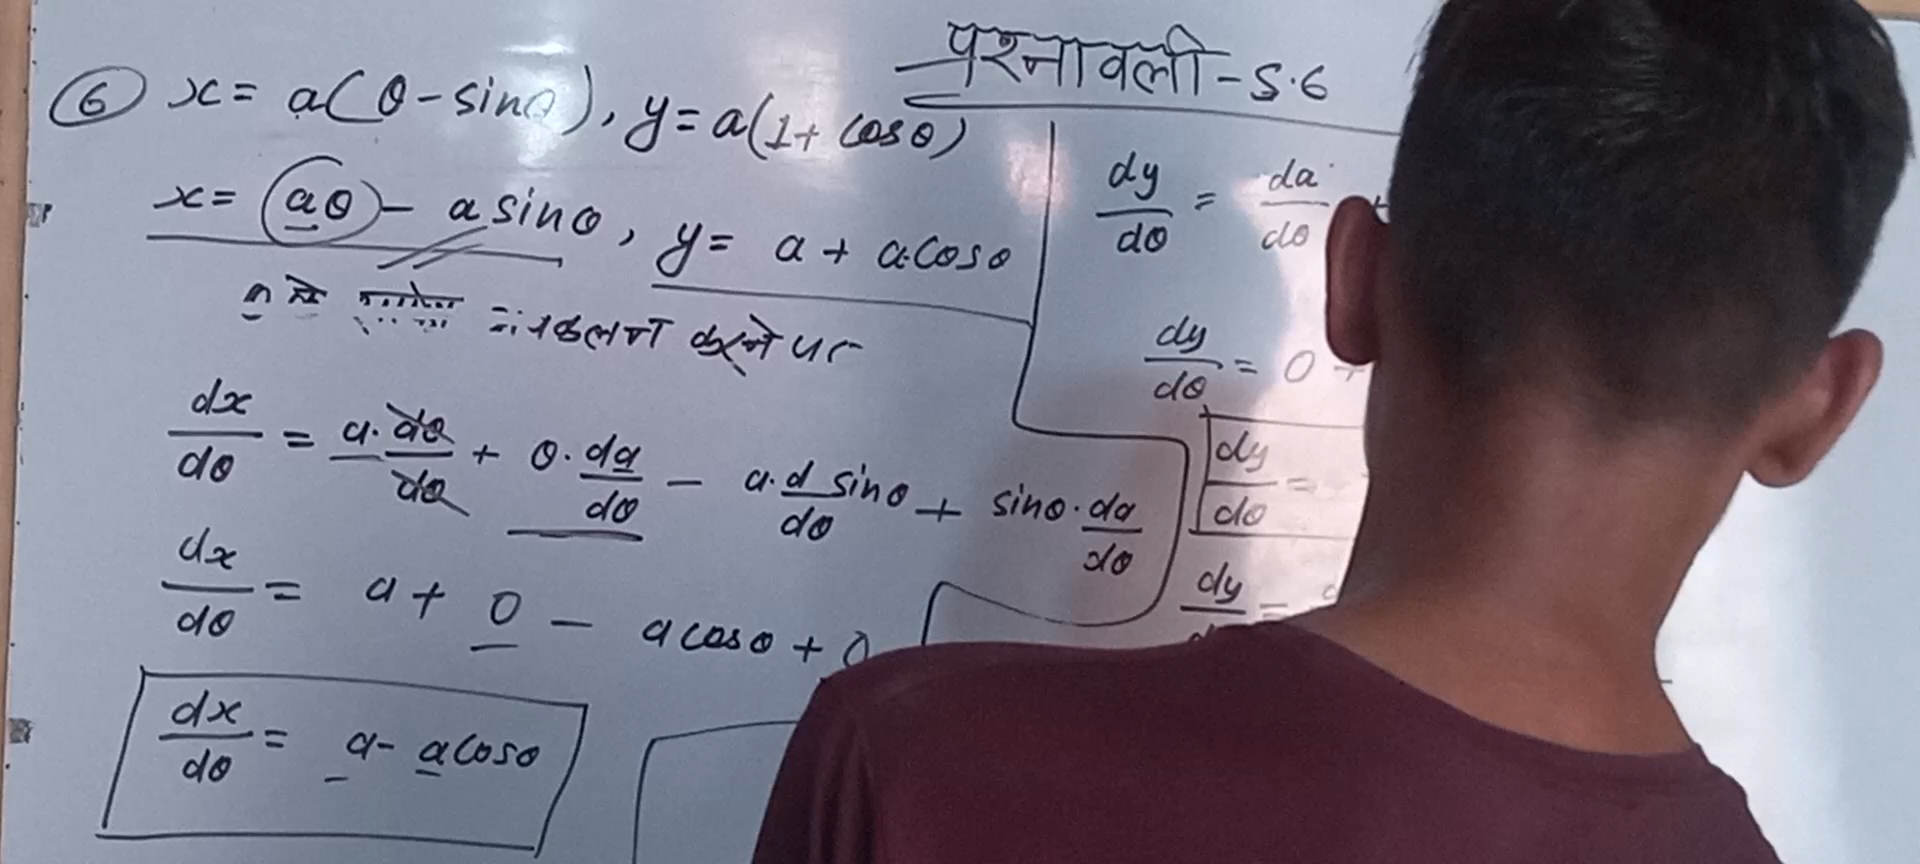 प्रश्नावली-5.6
⑥ x = a(θ - sinθ), y = a(1 + cosθ)
x = aθ - a sinθ, y = a + a.cosθ
करने पर
dx/dθ = a. dθ/dθ + θ. da/dθ - a. d/dθ sinθ + sinθ. da/dθ
dx/dθ = a + 0 - a cosθ + 0
dx/dθ = a - a cosθ
dy/dθ = da/dθ +
dy/dθ = 0 +
dy/dθ = -
dy/ =